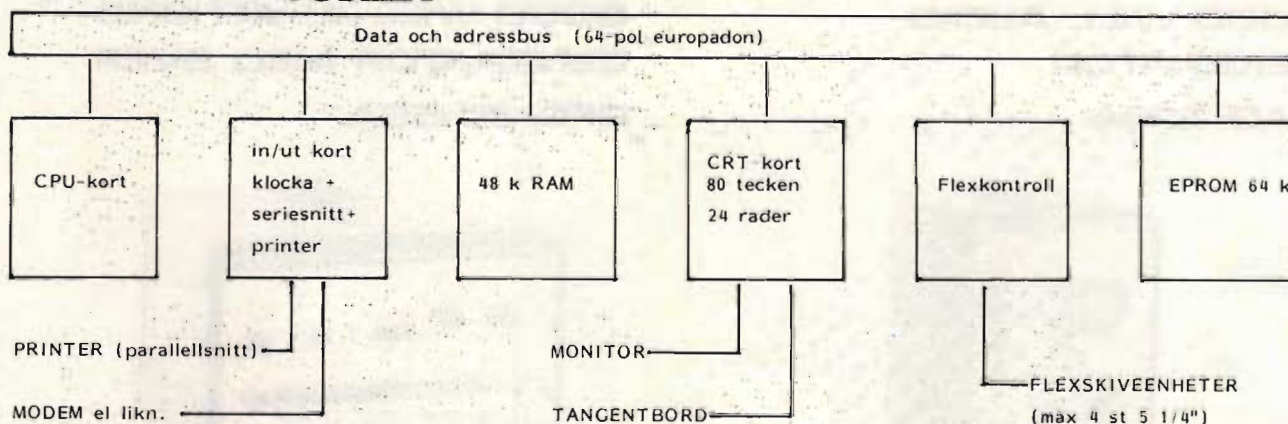 Data och adressbus (64-pol europadon)
CPU-kort
in/ut kort
klocka +
seriesnitt+
printer
48 k RAM
CRT-kort
80 tecken
24 rader
Flexkontroll
EPROM 64 k
PRINTER (parallellsnitt)
MODEM el likn.
MONITOR
TANGENTBORD
FLEXSKIVEENHETER
(max 4 st 5 1/4")